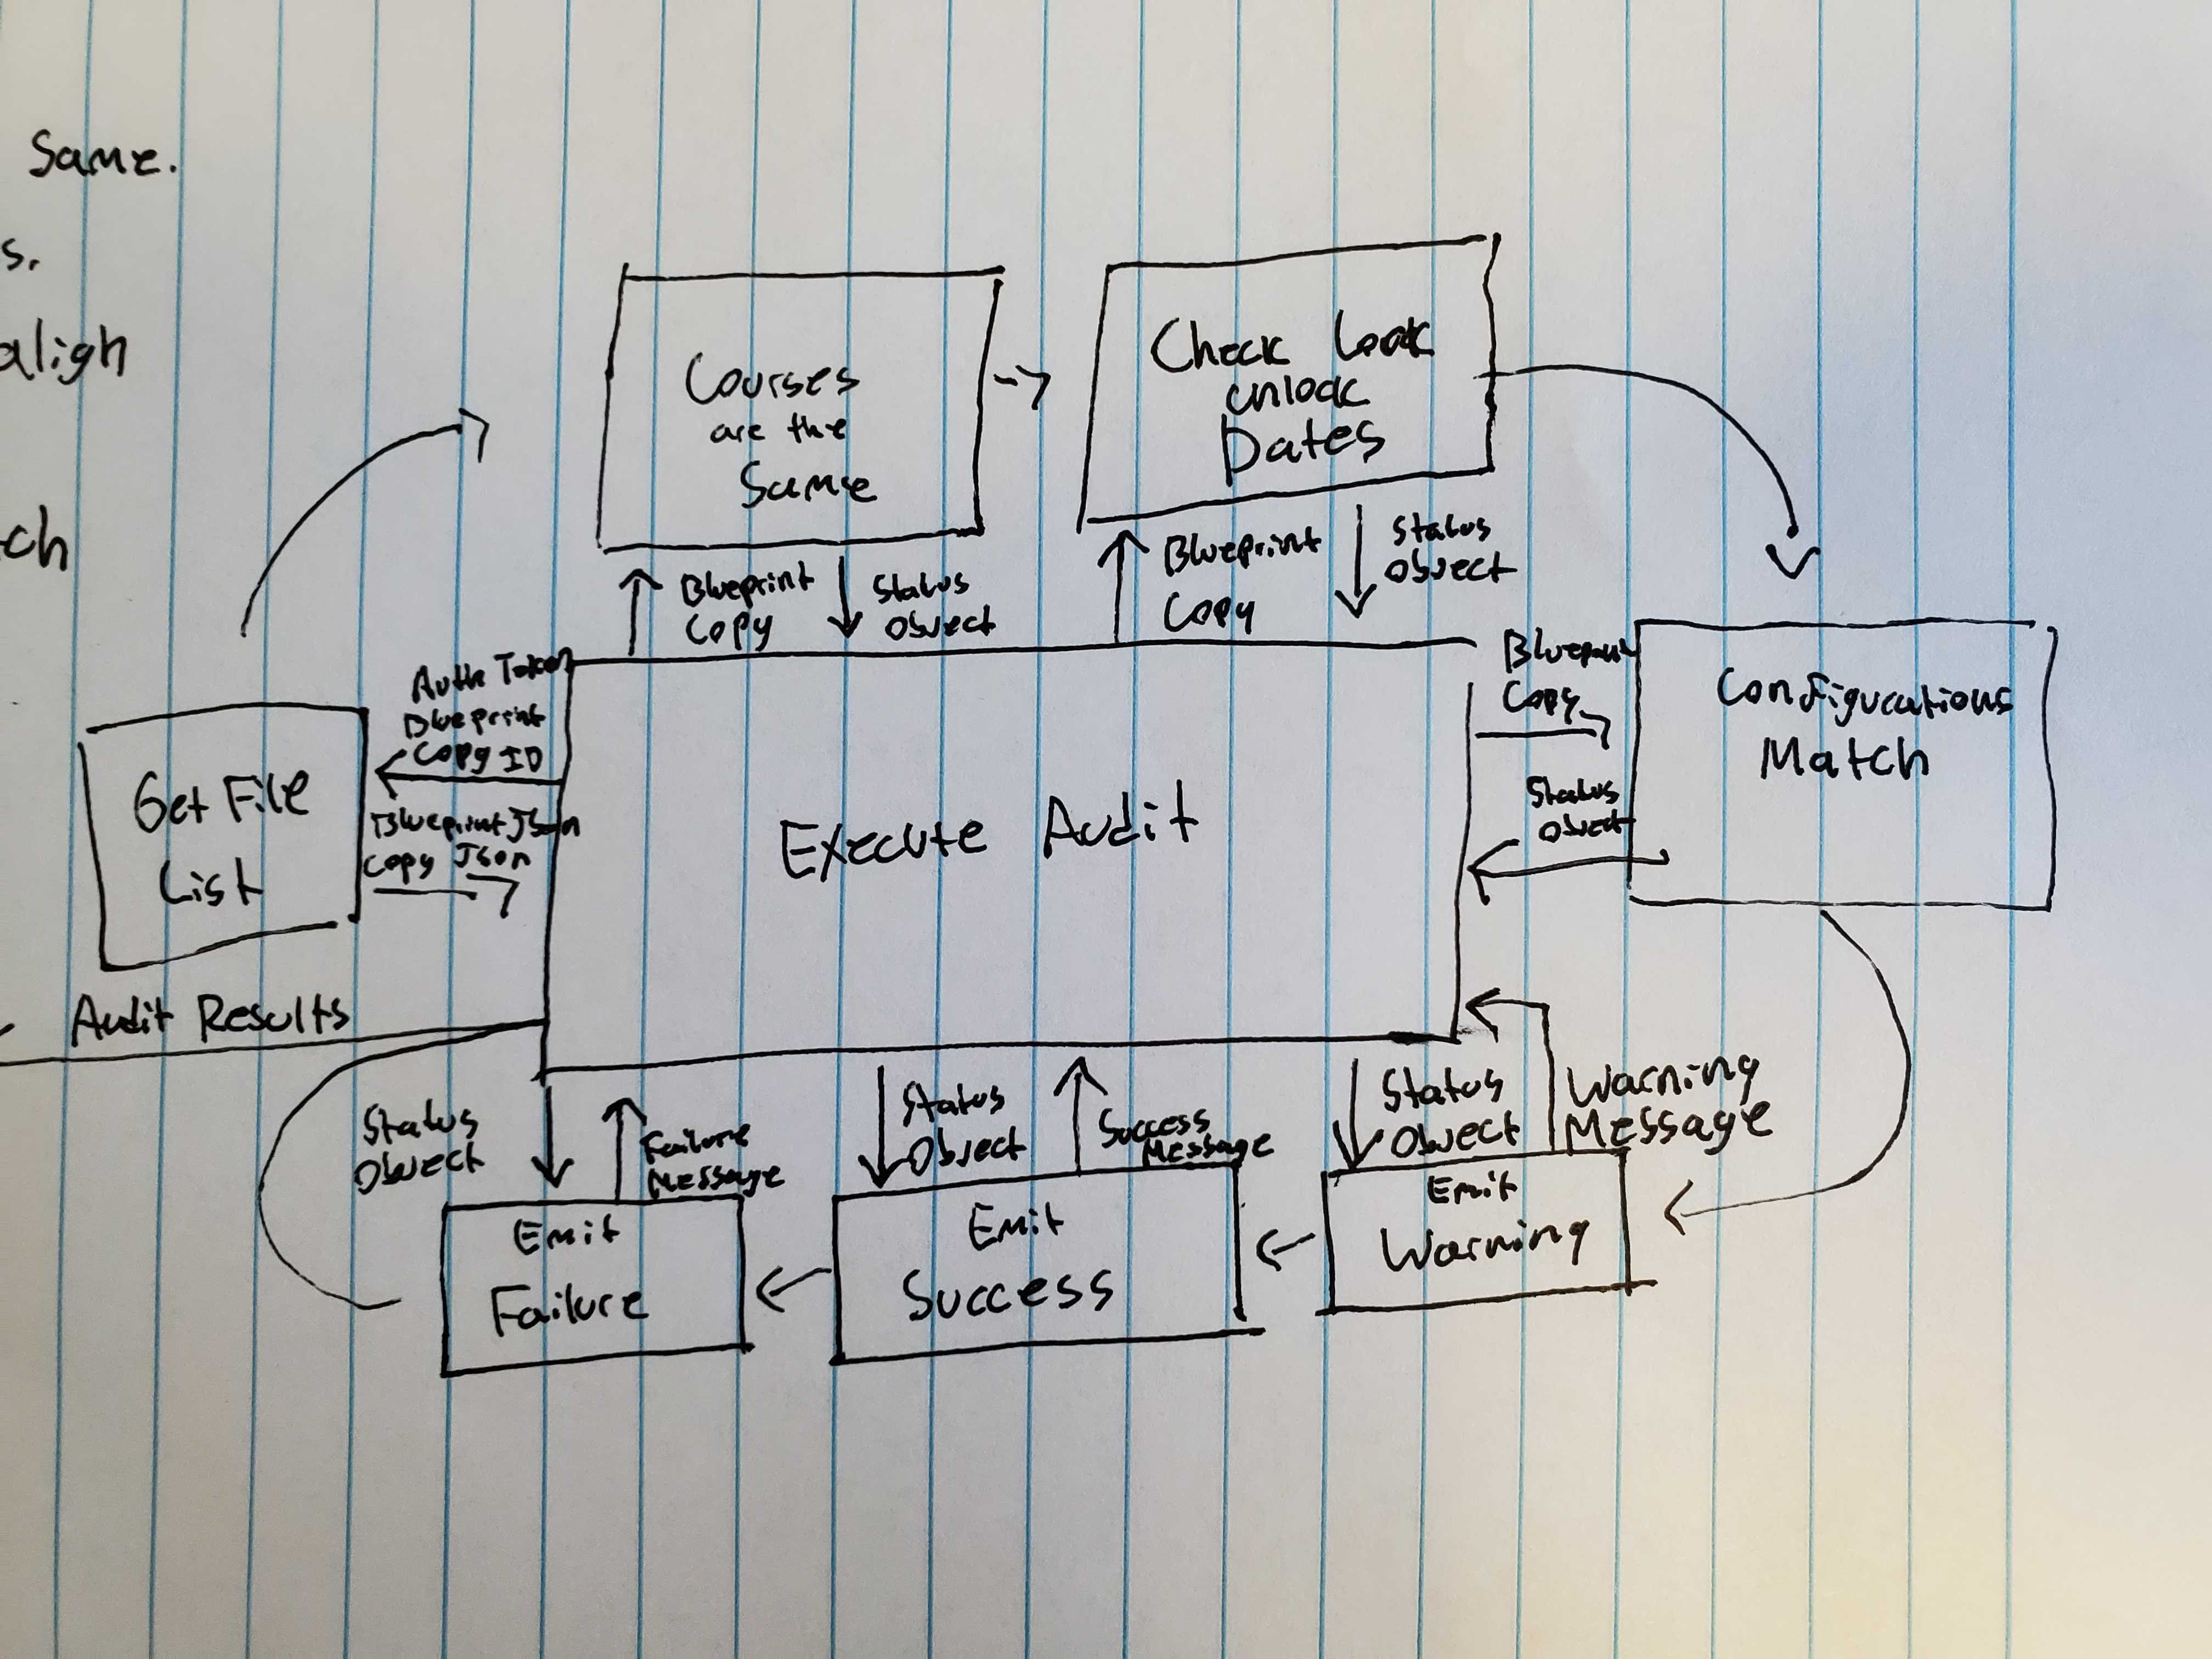 Same.
s.
align
ch
Courses
are the
Same
Check Lock
unlock
Dates
Blueprint
Copy
Status
Object
Blueprint
Copy
Status
Object
Auth Token
Blueprint
Copy ID
Blueprint Json
Copy Json
Get File
List
Execute Audit
Blueprint
Copy
Status
Object
Configurations
Match
Audit Results
Status
Object
Failure
Message
Status
Object
Success
Message
Status
Object
Warning
Message
Emit
Failure
Emit
Success
Emit
Warning